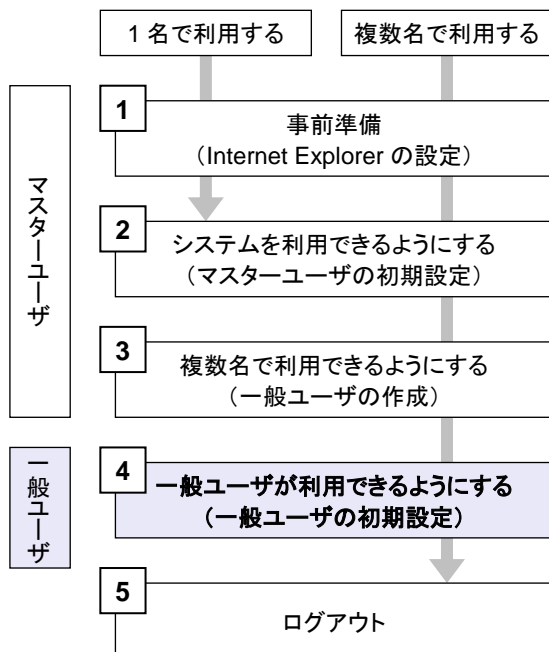 1 名で利用する
複数名で利用する
マスターユーザ
1
事前準備
（Internet Explorer の設定）
2
システムを利用できるようにする
（マスターユーザの初期設定）
3
複数名で利用できるようにする
（一般ユーザの作成）
一般ユーザ
4
一般ユーザが利用できるようにする
（一般ユーザの初期設定）
5
ログアウト